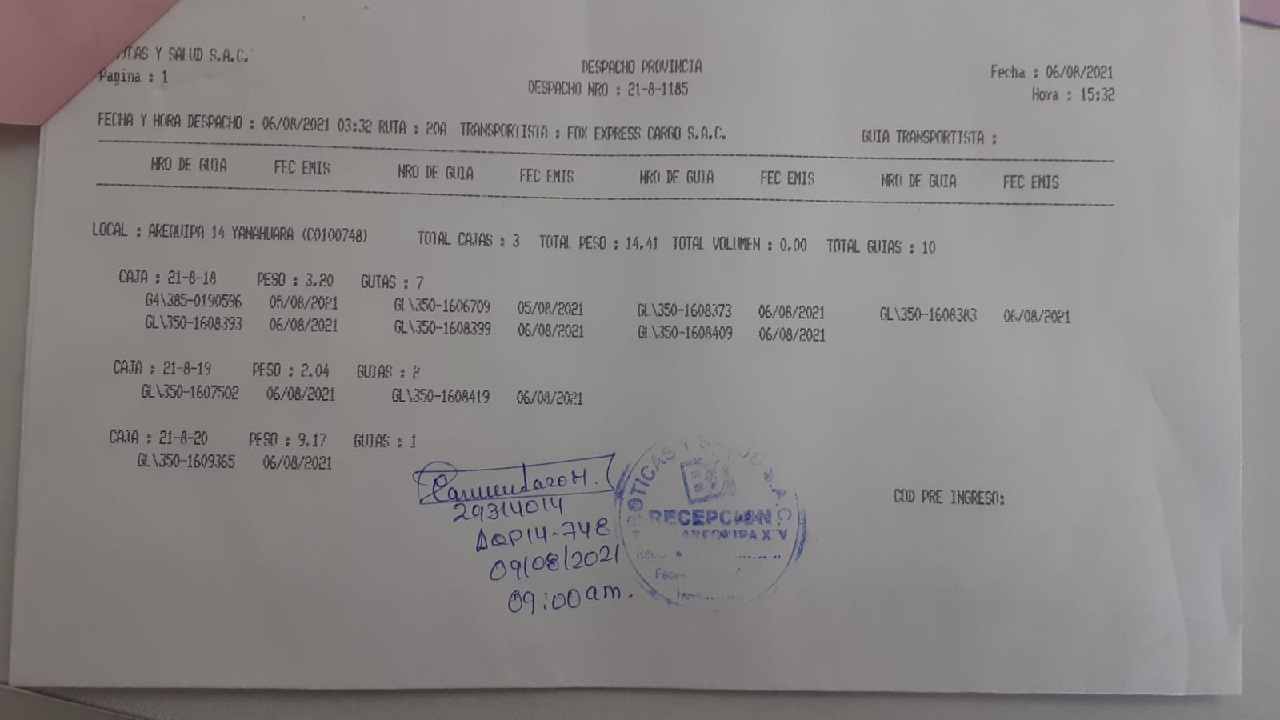 Y SALUD S.A.C.
Pagina : 1
DESPACHO PROVINCIA
DESPACHO NRO : 21-8-1185
Fecha : 06/08/2021
Hora : 15:32
FECHA Y HORA DESPACHO : 06/08/2021 03:32 RUTA : 20A TRANSPORTISTA : FOX EXPRESS CARGO S.A.C. GUIA TRANSPORTISTA :
NRO DE GUIA FEC EMIS NRO DE GUIA FEC EMIS NRO DE GUIA FEC EMIS NRO DE GUIA FEC EMIS
LOCAL : AREQUIPA 14 YANAHUARA (C0100748) TOTAL CAJAS : 3 TOTAL PESO : 14.41 TOTAL VOLUMEN : 0.00 TOTAL GUIAS : 10
CAJA : 21-8-18 PESO : 3.20 GUIAS : 7
G4\385-0190596 05/08/2021 GL\350-1606709 05/08/2021 GL\350-1608373 06/08/2021 GL\350-1608383 06/08/2021
GL\350-1608393 06/08/2021 GL\350-1608399 06/08/2021 GL\350-1608409 06/08/2021
CAJA : 21-8-19 PESO : 2.04 GUIAS : 2
GL\350-1607502 06/08/2021 GL\350-1608419 06/08/2021
CAJA : 21-8-20 PESO : 9.17 GUIAS : 1
GL\350-1609365 06/08/2021
29314014
AQP14-748
09/08/2021
09:00am.
BOTICAS Y S.A.C.
RECEPCION
AREQUIPA XIV
COD PRE INGRESO: